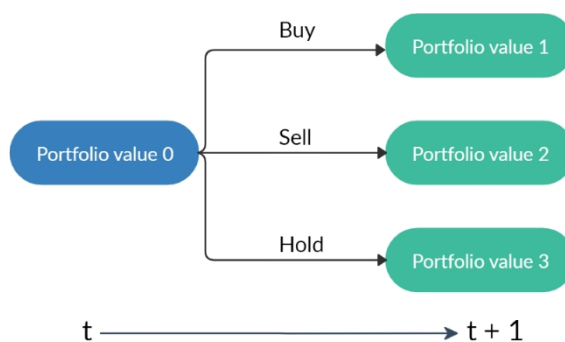 Buy
Portfolio value 1
Portfolio value 0
Sell
Portfolio value 2
Hold
Portfolio value 3
t
t + 1